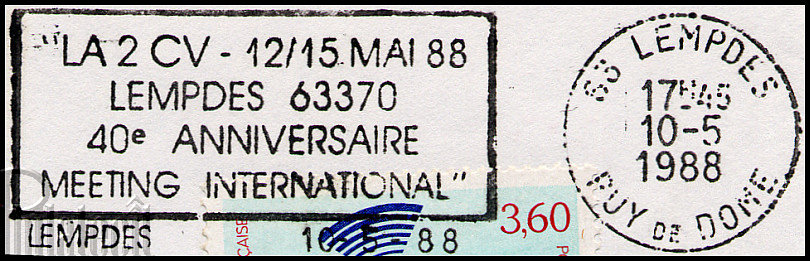 "LA 2 CV - 12/15 MAI 88
LEMPDES 63370
40e ANNIVERSAIRE
MEETING INTERNATIONAL"
LEMPDES 10-5-88
63 LEMPDES
17H45
10-5
1988
PUY DE DOME
3,60